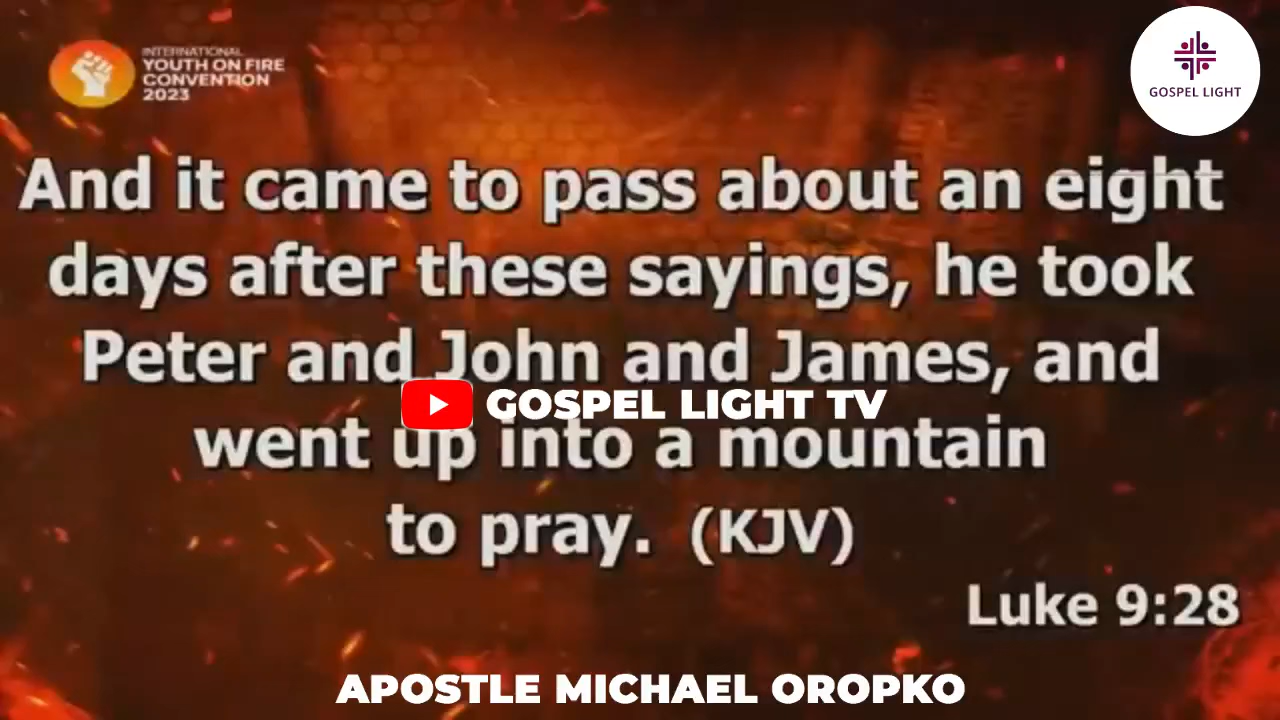 INTERNATIONAL
YOUTH ON FIRE
CONVENTION
2023
GOSPEL LIGHT
And it came to pass about an eight
days after these sayings, he took
Peter and John and James, and
GOSPEL LIGHT TV
went up into a mountain
to pray. (KJV)
Luke 9:28
APOSTLE MICHAEL OROPKO